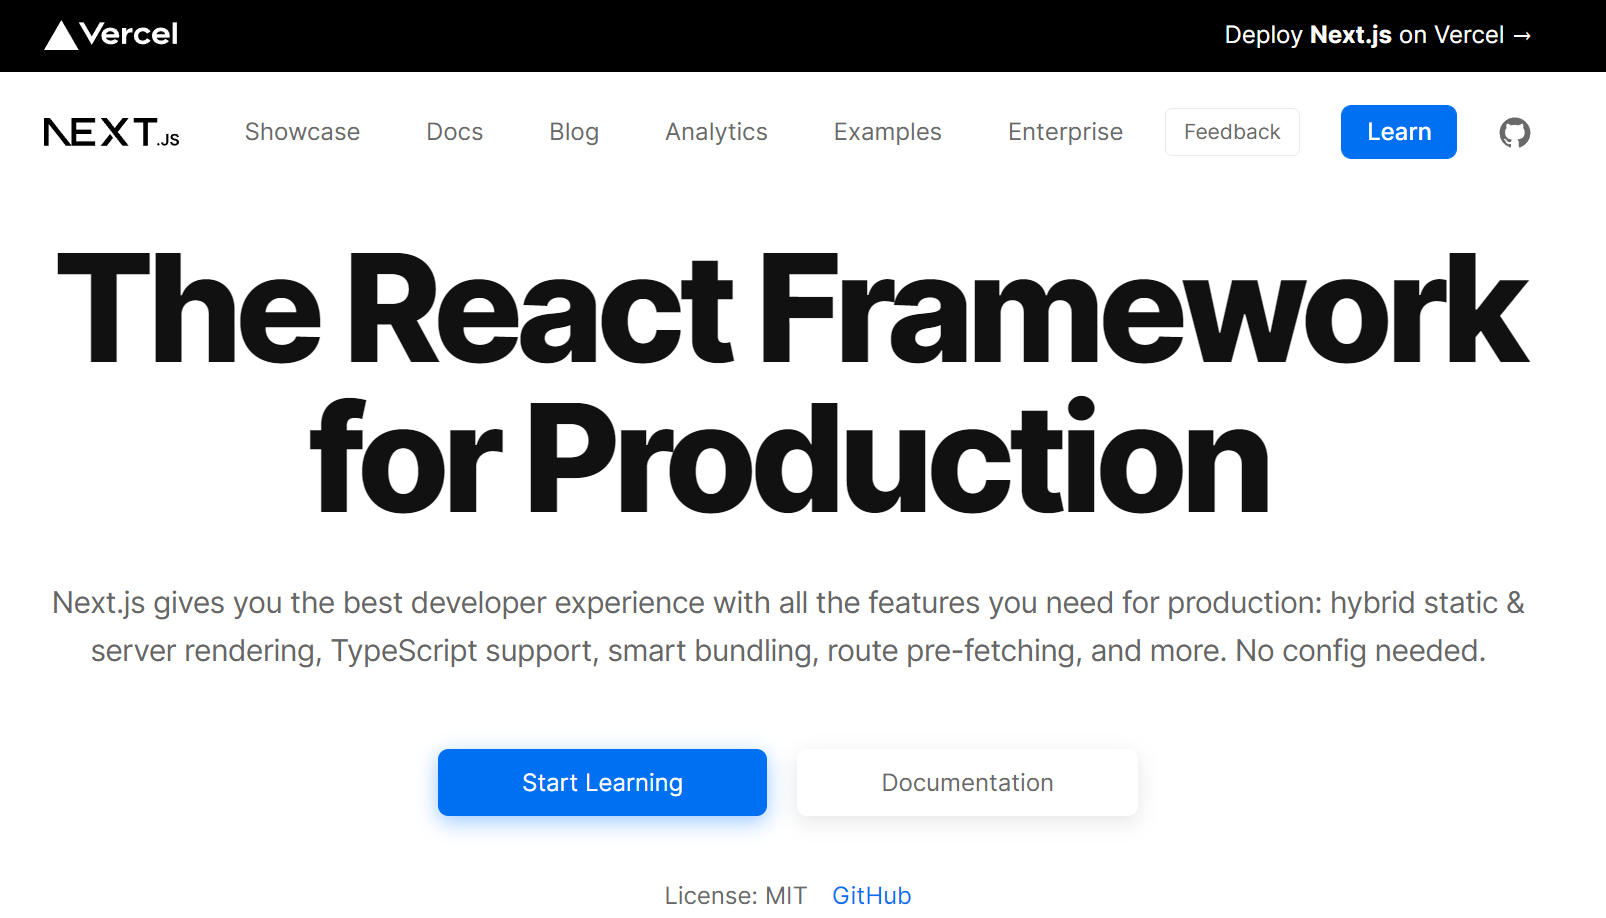 Vercel
Deploy Next.js on Vercel →
NEXT.JS
Showcase
Docs
Blog
Analytics
Examples
Enterprise
Feedback
Learn
The React Framework
for Production
Next.js gives you the best developer experience with all the features you need for production: hybrid static &
server rendering, TypeScript support, smart bundling, route pre-fetching, and more. No config needed.
Start Learning
Documentation
License: MIT
GitHub